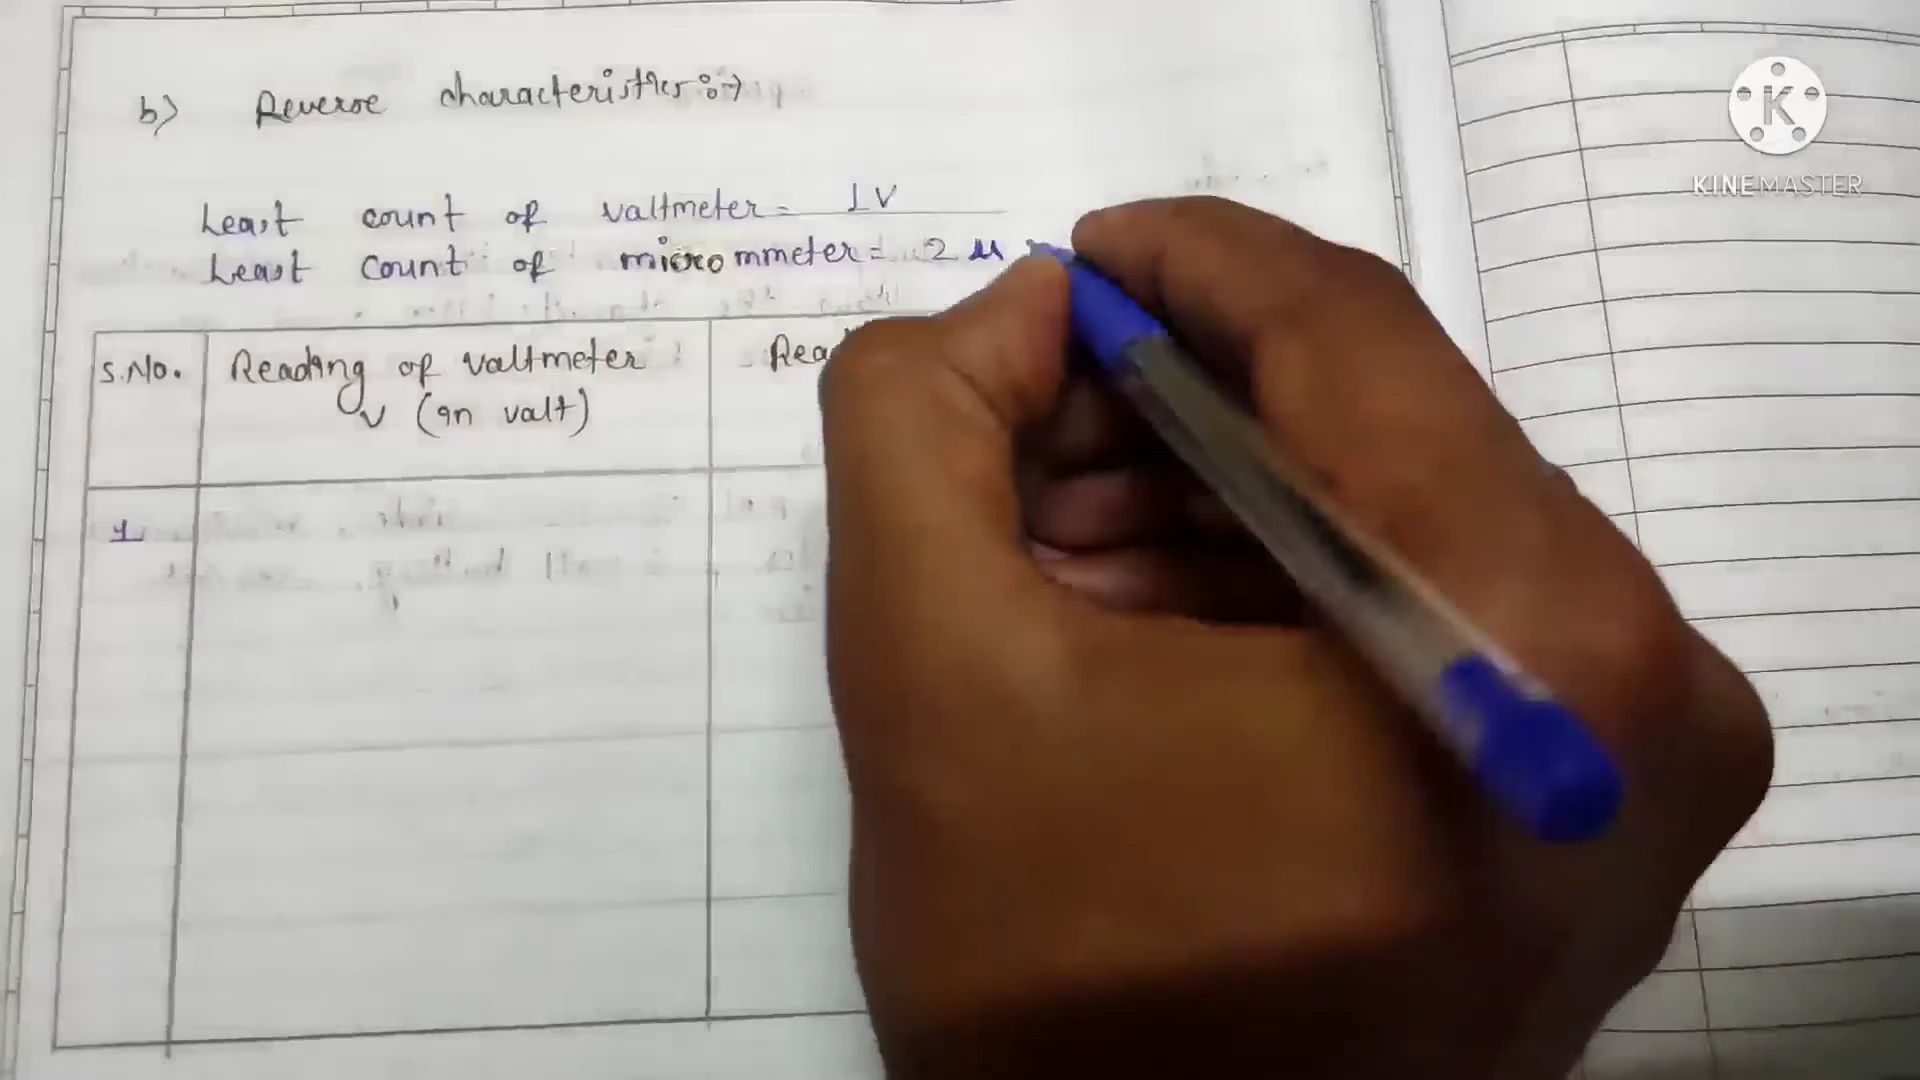 b) Reverse characteristics :->
Least count of valtmeter = 1V
Least count of micrommeter = 2 μ
S.No.
Reading of valtmeter
V (in valt)
Rea
1
K
KINEMASTER